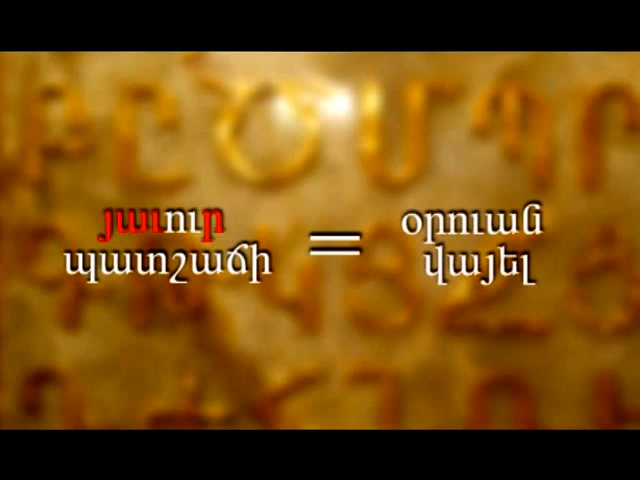 յաւուր
պատշաճի
=
օրուան
վայել